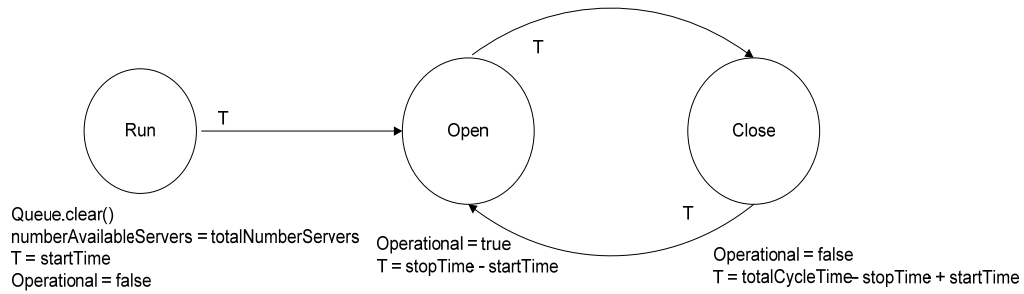 T
T
Run
Open
Close
T
Queue.clear()
numberAvailableServers = totalNumberServers
T = startTime
Operational = false
Operational = true
T = stopTime - startTime
Operational = false
T = totalCycleTime– stopTime + startTime